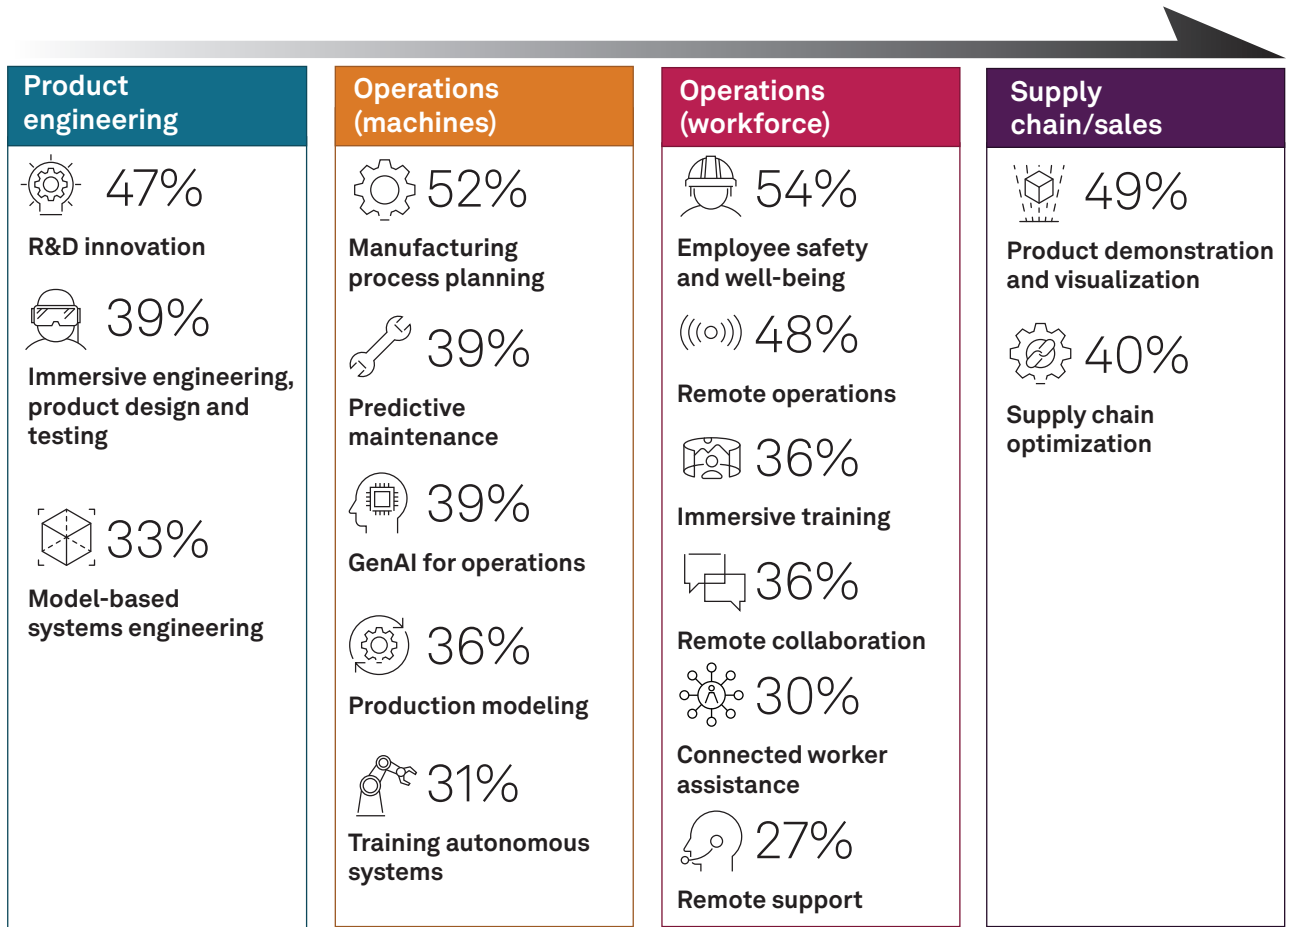 Product
engineering
47%
R&D innovation
39%
Immersive engineering,
product design and
testing
33%
Model-based
systems engineering
Operations
(machines)
52%
Manufacturing
process planning
39%
Predictive
maintenance
39%
GenAI for operations
36%
Production modeling
31%
Training autonomous
systems
Operations
(workforce)
54%
Employee safety
and well-being
48%
Remote operations
36%
Immersive training
36%
Remote collaboration
30%
Connected worker
assistance
27%
Remote support
Supply
chain/sales
49%
Product demonstration
and visualization
40%
Supply chain
optimization